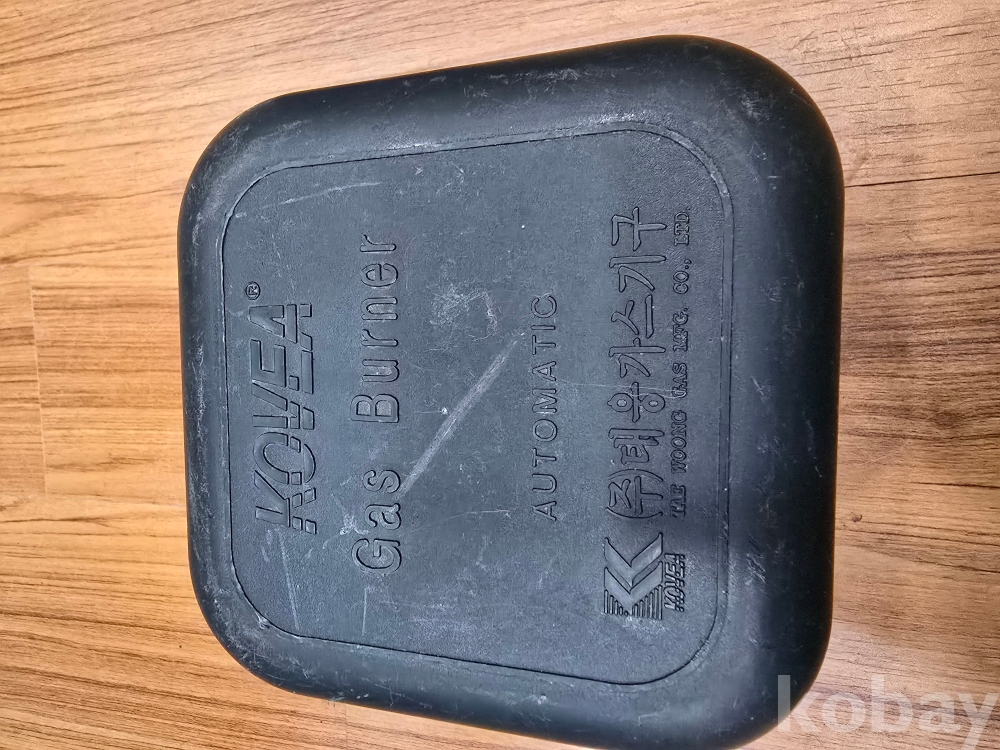 KOVEA®
Gas Burner
AUTOMATIC
KOVEA
(주)태웅가스기구
TAE WOONG GAS MFG. CO., LTD.
kobay